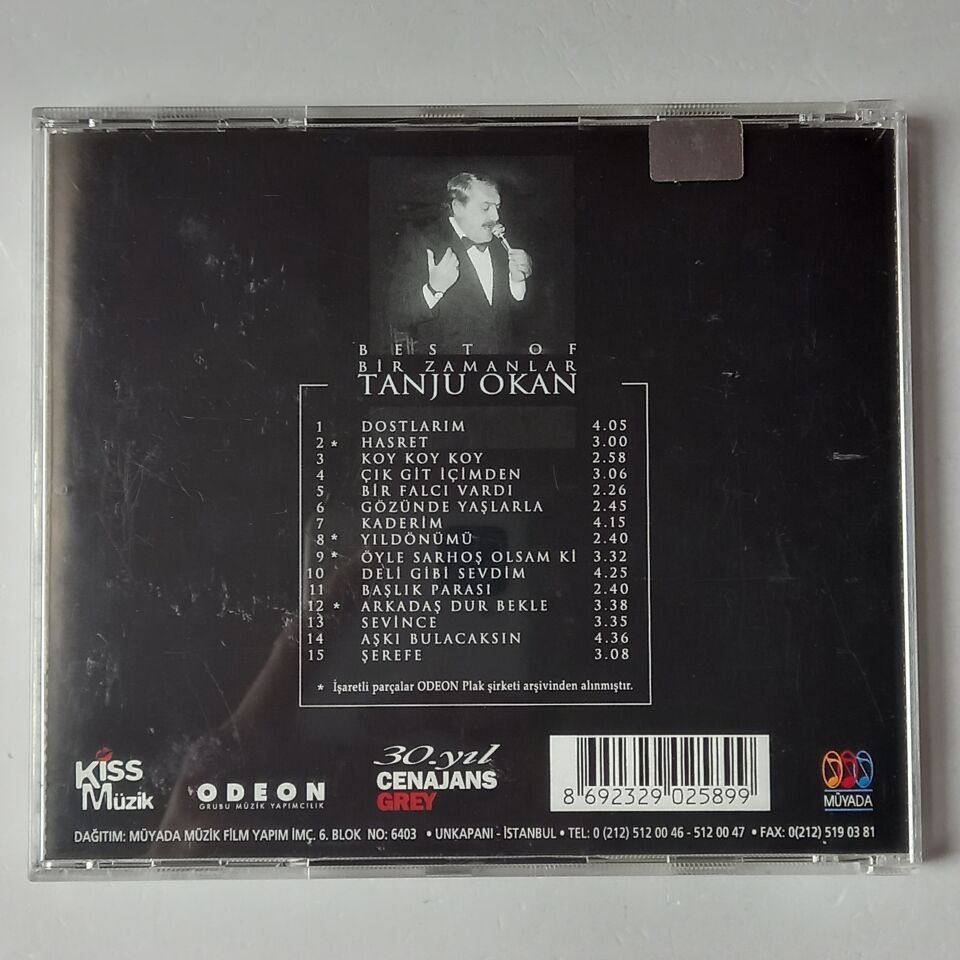 BEST OF
BİR ZAMANLAR
TANJU OKAN
1 DOSTLARIM 4.05
2 * HASRET 3.00
3 KOY KOY KOY 2.58
4 ÇIK GİT İÇİMDEN 3.06
5 BİR FALCI VARDI 2.26
6 GÖZÜNDE YAŞLARLA 2.45
7 KADERİM 4.15
8 * YILDÖNÜMÜ 2.40
9 * ÖYLE SARHOŞ OLSAM Kİ 3.32
10 DELİ GİBİ SEVDİM 4.25
11 BAŞLIK PARASI 2.40
12 * ARKADAŞ DUR BEKLE 3.38
13 SEVİNCE 3.35
14 AŞKI BULACAKSIN 4.36
15 ŞEREFE 3.08
* İşaretli parçalar ODEON Plak şirketi arşivinden alınmıştır.
KISS Müzik
ODEON
GRUBU MÜZİK YAPIMCILIK
30.yıl
CENAJANS
GREY
8 692329 025899
MÜYADA
DAĞITIM: MÜYADA MÜZİK FİLM YAPIM İMÇ. 6. BLOK NO: 6403 • UNKAPANI - İSTANBUL • TEL: 0 (212) 512 00 46 - 512 00 47 • FAX: 0(212) 519 03 81